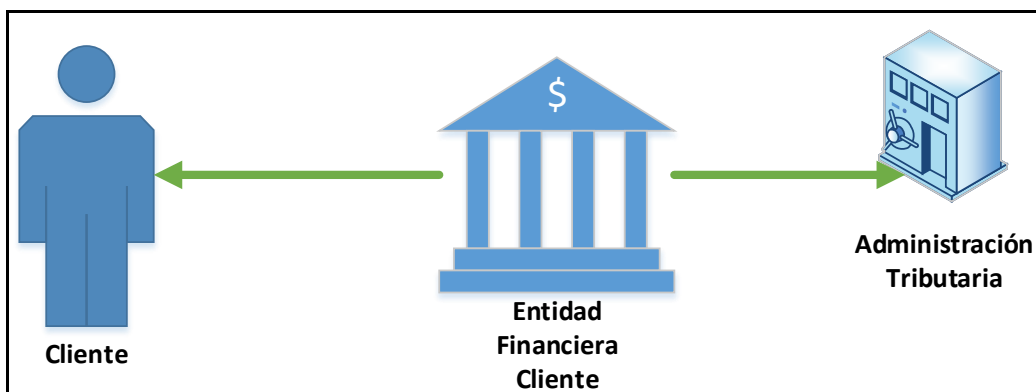 $
Administración
Tributaria
Entidad
Financiera
Cliente
Cliente